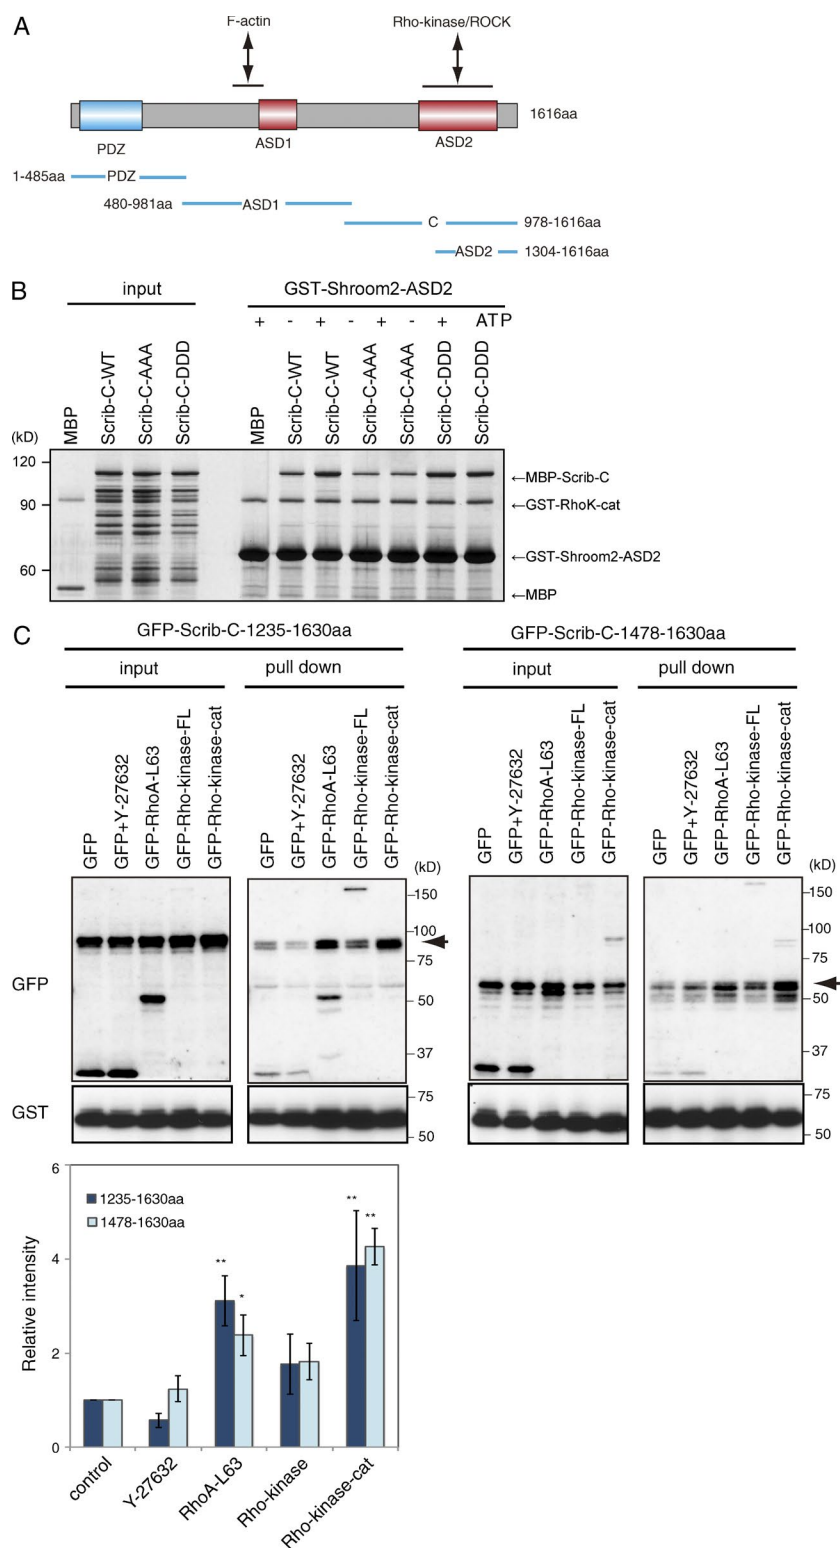 A
F-actin
Rho-kinase/ROCK
1616aa
PDZ
ASD1
ASD2
1-485aa PDZ
480-981aa ASD1
C 978-1616aa
ASD2 1304-1616aa
B
input
GST-Shroom2-ASD2
+ - + - + - + ATP
MBP
Scrib-C-WT
Scrib-C-AAA
Scrib-C-DDD
MBP
Scrib-C-WT
Scrib-C-WT
Scrib-C-AAA
Scrib-C-AAA
Scrib-C-DDD
Scrib-C-DDD
(kD)
120
90
60
←MBP-Scrib-C
←GST-RhoK-cat
←GST-Shroom2-ASD2
←MBP
C
GFP-Scrib-C-1235-1630aa
GFP-Scrib-C-1478-1630aa
input
pull down
input
pull down
GFP
GFP+Y-27632
GFP-RhoA-L63
GFP-Rho-kinase-FL
GFP-Rho-kinase-cat
GFP
GFP+Y-27632
GFP-RhoA-L63
GFP-Rho-kinase-FL
GFP-Rho-kinase-cat
(kD)
GFP
GFP+Y-27632
GFP-RhoA-L63
GFP-Rho-kinase-FL
GFP-Rho-kinase-cat
GFP
GFP+Y-27632
GFP-RhoA-L63
GFP-Rho-kinase-FL
GFP-Rho-kinase-cat
(kD)
GFP
150
100
75
50
37
150
100
75
50
37
GST
75
50
75
50
Relative intensity
6
4
2
0
1235-1630aa
1478-1630aa
**
*
**
**
control
Y-27632
RhoA-L63
Rho-kinase
Rho-kinase-cat